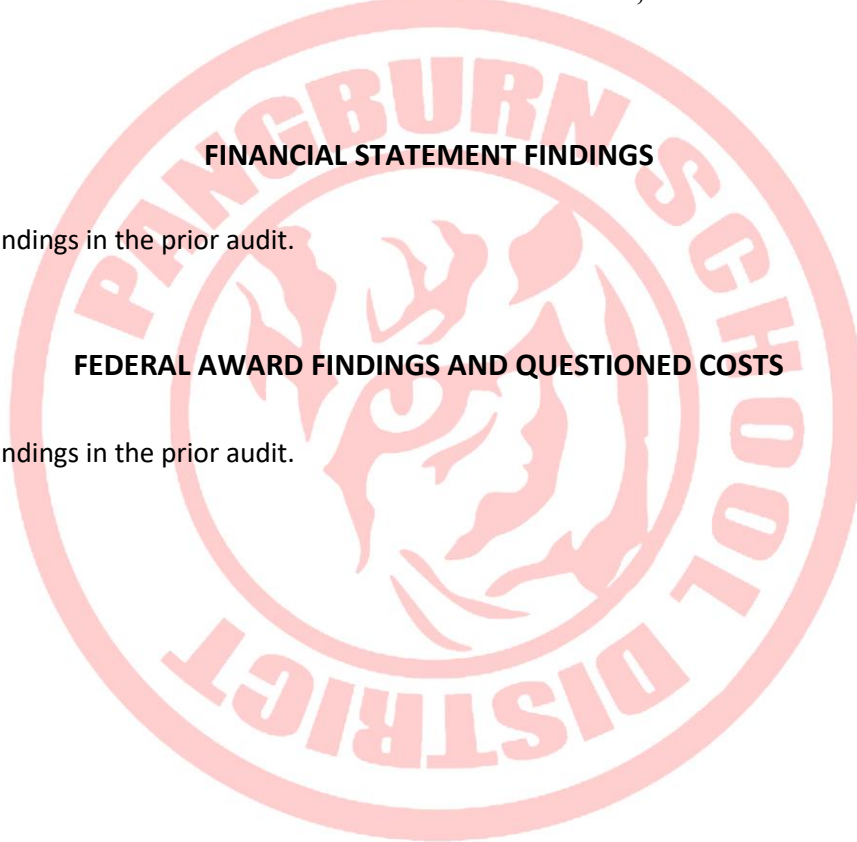 FINANCIAL STATEMENT FINDINGS
ndings in the prior audit.
FEDERAL AWARD FINDINGS AND QUESTIONED COSTS
ndings in the prior audit.
PANGBURN SCHOOL DISTRICT